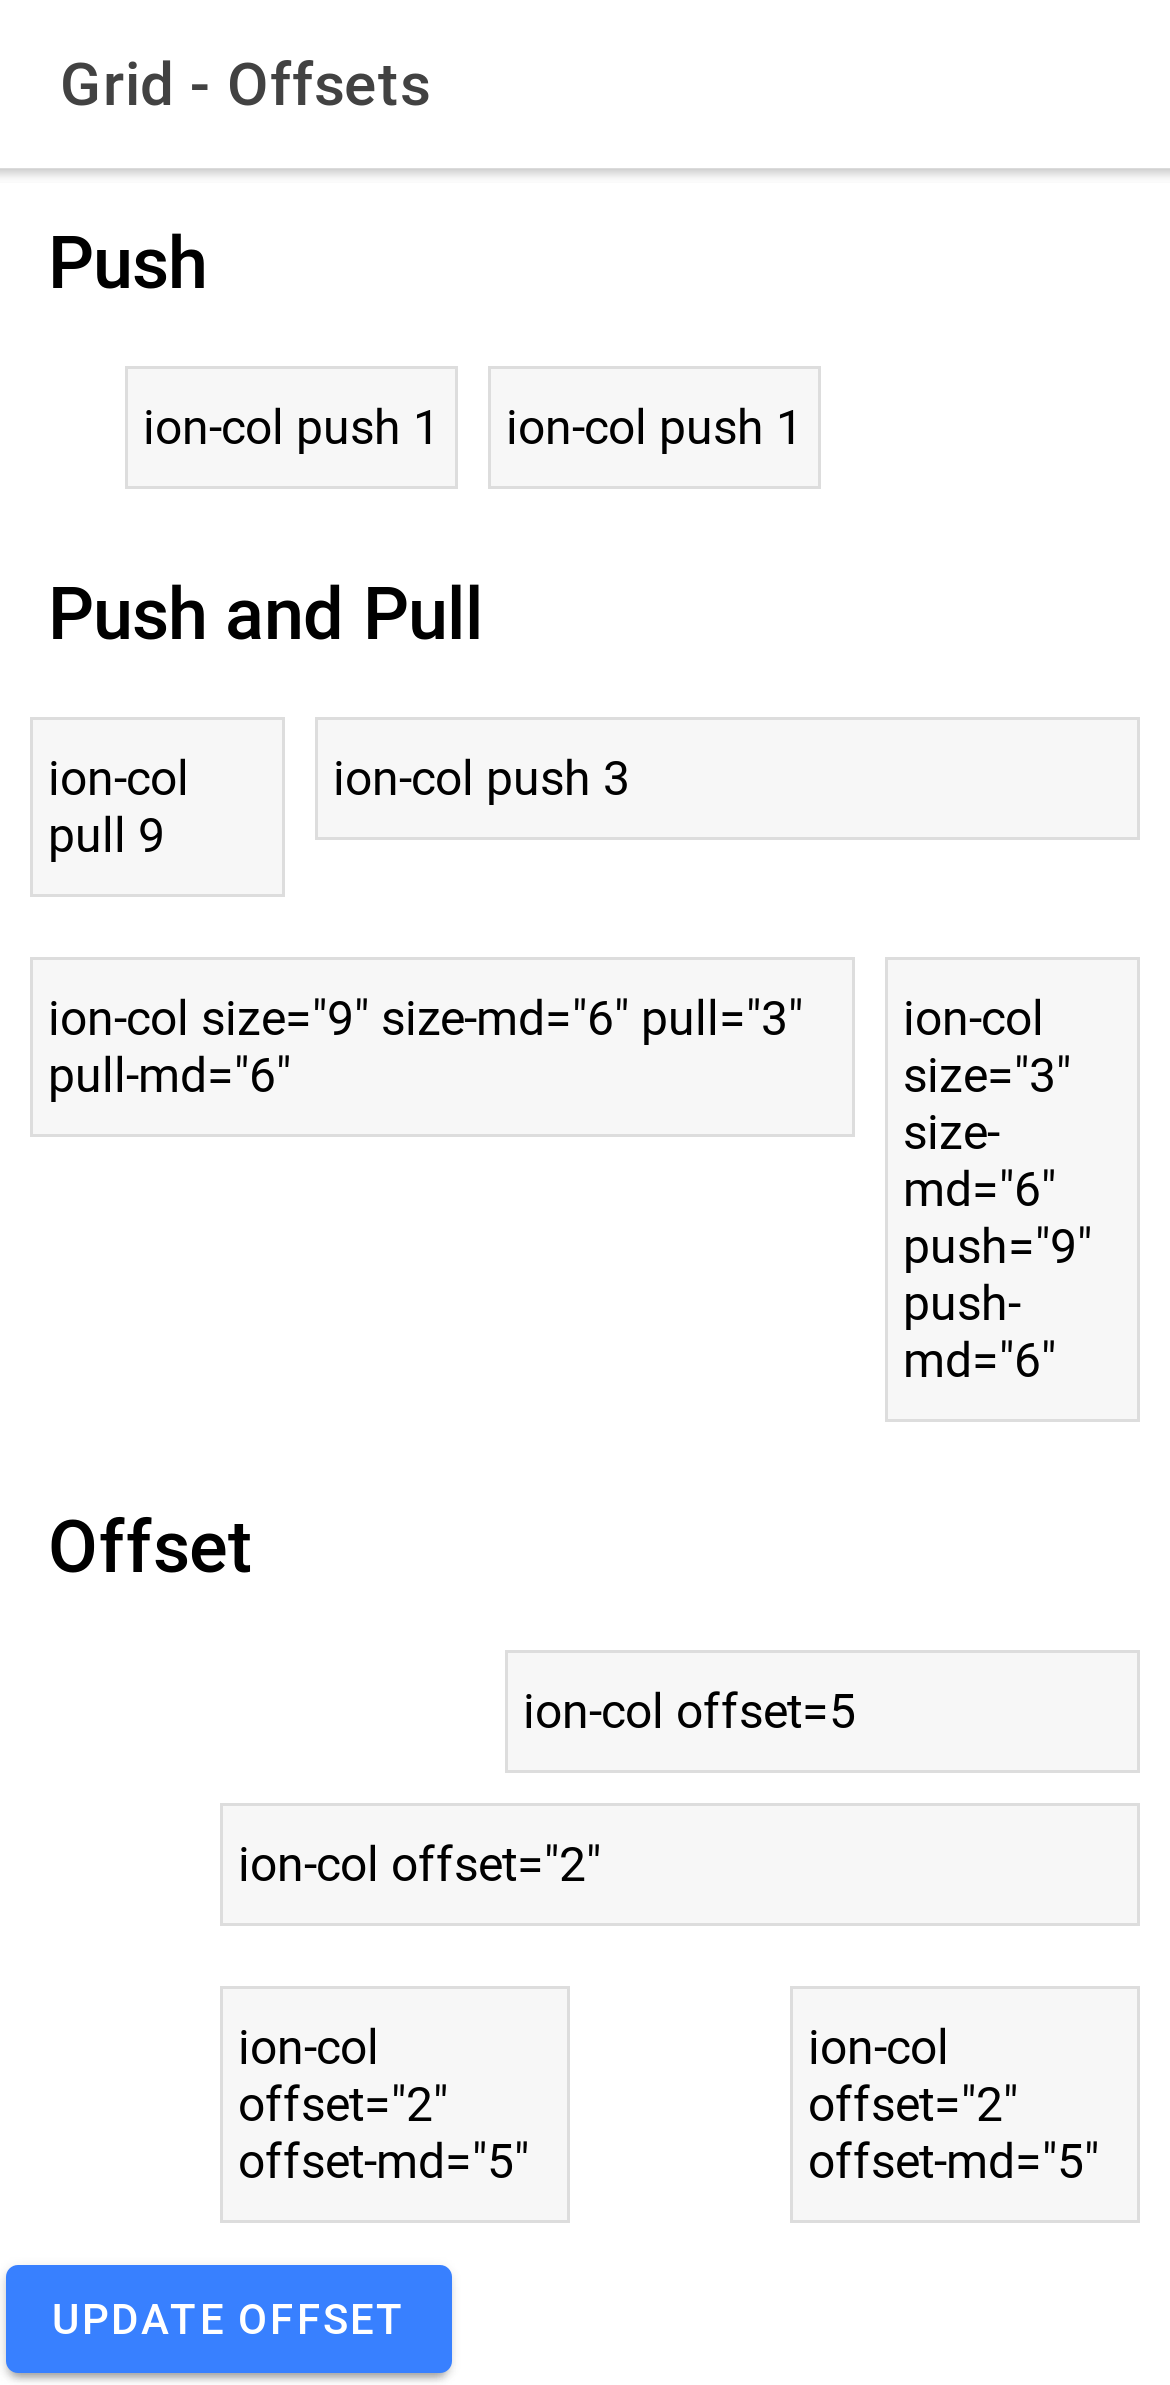 Grid - Offsets
Push
ion-col push 1
ion-col push 1
Push and Pull
ion-col
pull 9
ion-col push 3
ion-col size="9" size-md="6" pull="3"
pull-md="6"
ion-col
size="3"
size-
md="6"
push="9"
push-
md="6"
Offset
ion-col offset=5
ion-col offset="2"
ion-col
offset="2"
offset-md="5"
ion-col
offset="2"
offset-md="5"
UPDATE OFFSET